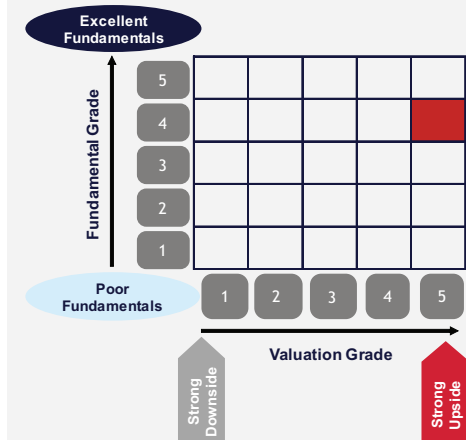 Excellent
Fundamentals
Fundamental Grade
5
4
3
2
1
Poor
Fundamentals
1 2 3 4 5
Valuation Grade
Strong
Downside
Strong
Upside